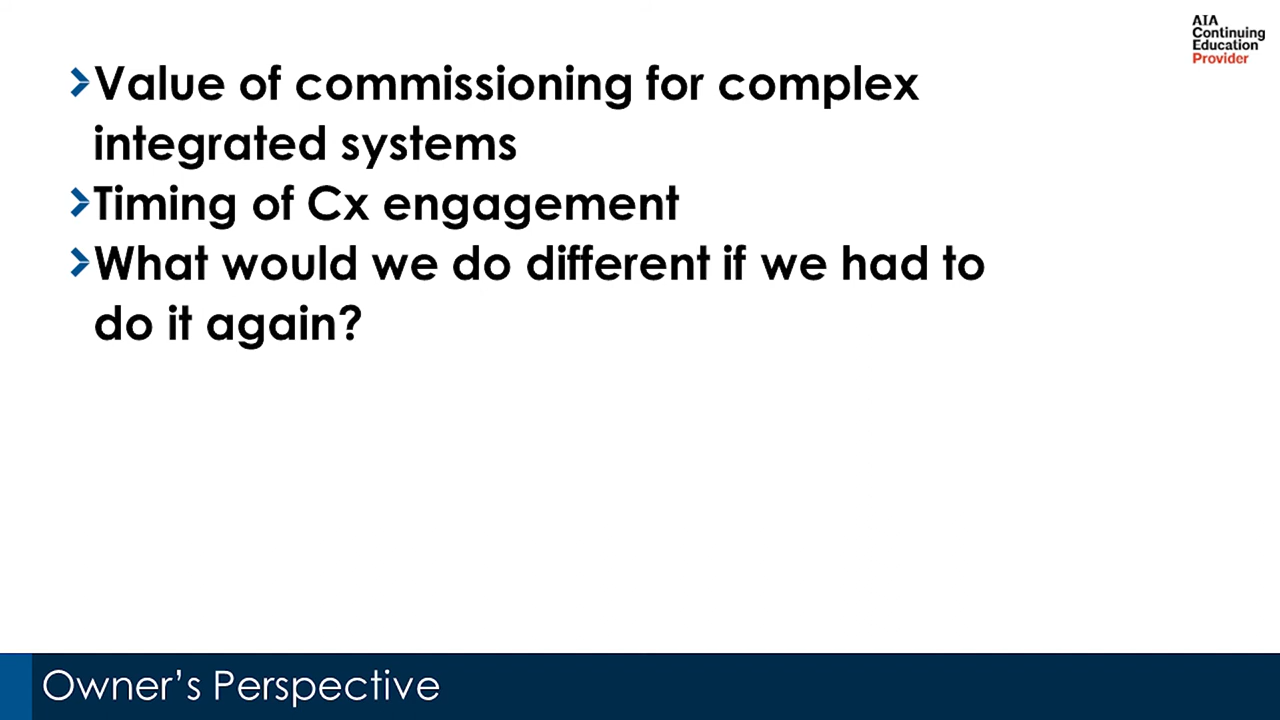 AIA
Continuing
Education
Provider
Value of commissioning for complex
integrated systems
Timing of Cx engagement
What would we do different if we had to
do it again?
Owner's Perspective